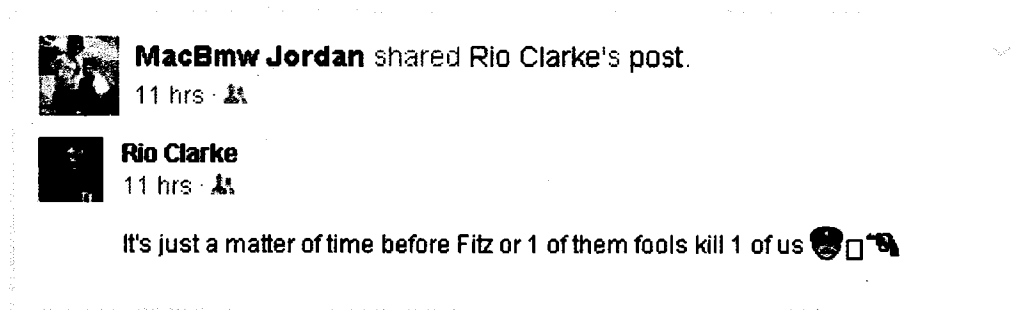 MacBmw Jordan shared Rio Clarke's post.
11 hrs ·
Rio Clarke
11 hrs ·
It's just a matter of time before Fitz or 1 of them fools kill 1 of us